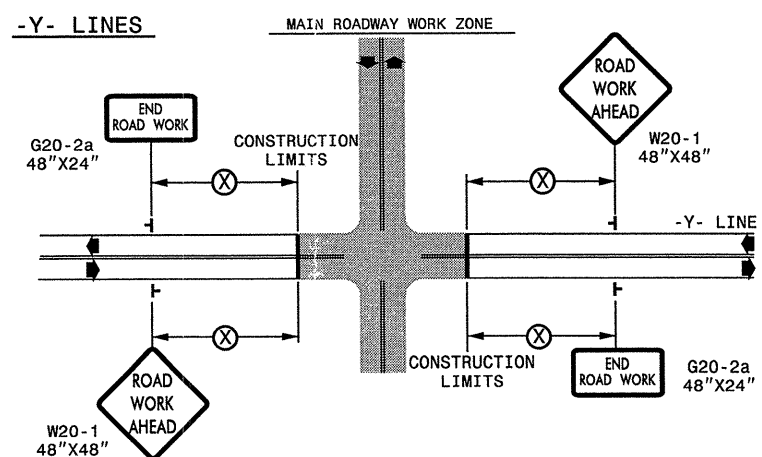 -Y- LINES
MAIN ROADWAY WORK ZONE
END
ROAD WORK
G20-2a
48"X24"
CONSTRUCTION
LIMITS
X
X
ROAD
WORK
AHEAD
W20-1
48"X48"
-Y- LINE
X
X
CONSTRUCTION
LIMITS
ROAD
WORK
AHEAD
W20-1
48"X48"
END
ROAD WORK
G20-2a
48"X24"